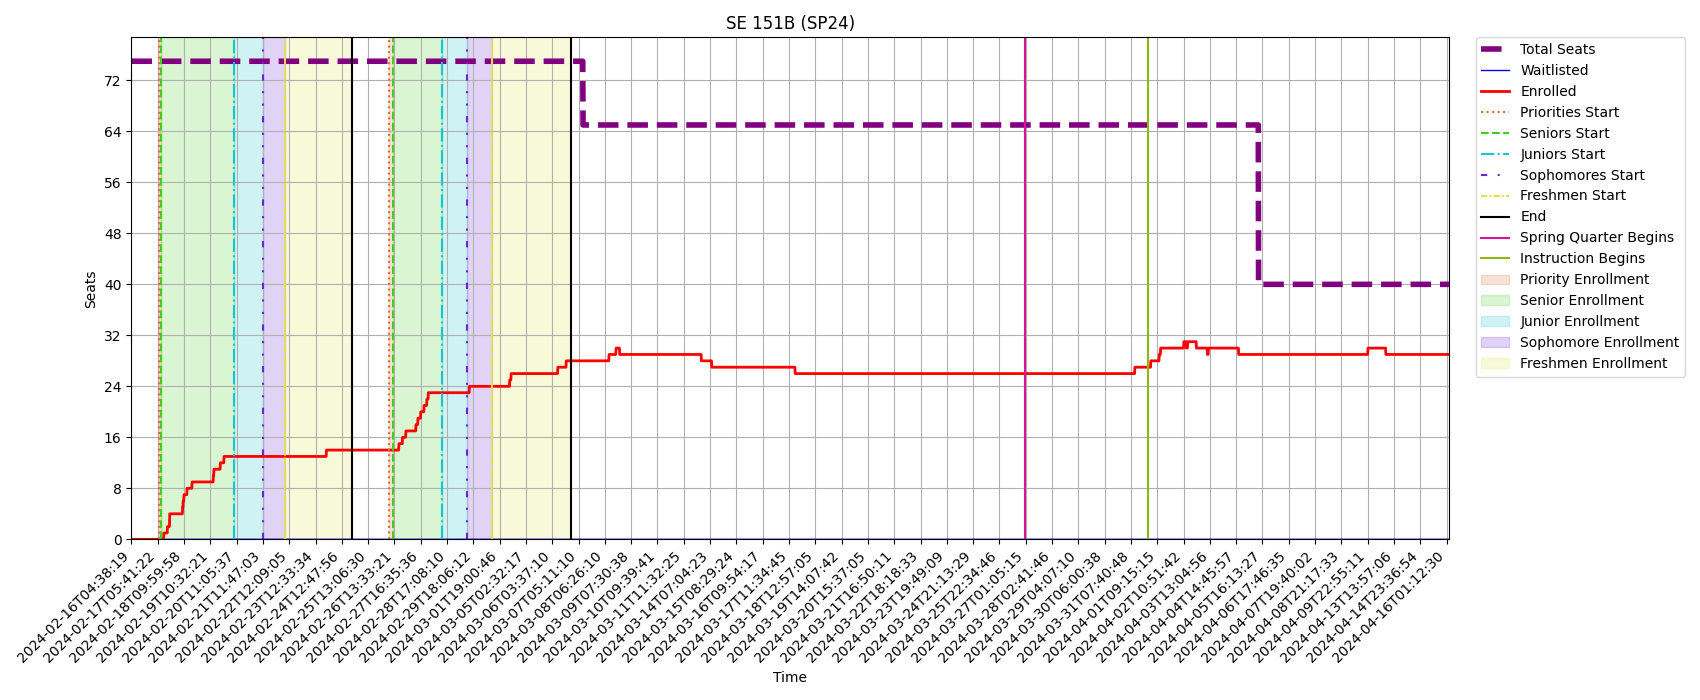 SE 151B (SP24)
Seats
72
64
56
48
40
32
24
16
8
0
2024-02-16T04:38:19
2024-02-17T05:41:22
2024-02-18T09:59:58
2024-02-19T10:32:21
2024-02-20T11:05:37
2024-02-21T11:47:03
2024-02-22T12:09:05
2024-02-23T12:33:34
2024-02-24T12:47:56
2024-02-25T13:06:30
2024-02-26T13:33:21
2024-02-27T16:35:36
2024-02-28T17:08:10
2024-02-29T18:06:12
2024-03-01T19:00:46
2024-03-05T02:32:17
2024-03-06T03:37:10
2024-03-07T05:11:10
2024-03-08T06:26:10
2024-03-09T07:30:38
2024-03-10T09:39:41
2024-03-11T11:32:25
2024-03-14T07:04:23
2024-03-15T08:29:24
2024-03-16T09:54:17
2024-03-17T11:34:45
2024-03-18T12:57:05
2024-03-19T14:07:42
2024-03-20T15:37:05
2024-03-21T16:50:11
2024-03-22T18:18:33
2024-03-23T19:49:09
2024-03-24T21:13:29
2024-03-25T22:34:46
2024-03-27T01:05:15
2024-03-28T02:41:46
2024-03-29T04:07:10
2024-03-30T06:00:38
2024-03-31T07:40:48
2024-04-01T09:15:15
2024-04-02T10:51:42
2024-04-03T13:04:56
2024-04-04T14:45:57
2024-04-05T16:13:27
2024-04-06T17:46:35
2024-04-07T19:40:02
2024-04-08T21:17:33
2024-04-09T22:55:11
2024-04-13T13:57:06
2024-04-14T23:36:54
2024-04-16T01:12:30
Time
Total Seats
Waitlisted
Enrolled
Priorities Start
Seniors Start
Juniors Start
Sophomores Start
Freshmen Start
End
Spring Quarter Begins
Instruction Begins
Priority Enrollment
Senior Enrollment
Junior Enrollment
Sophomore Enrollment
Freshmen Enrollment